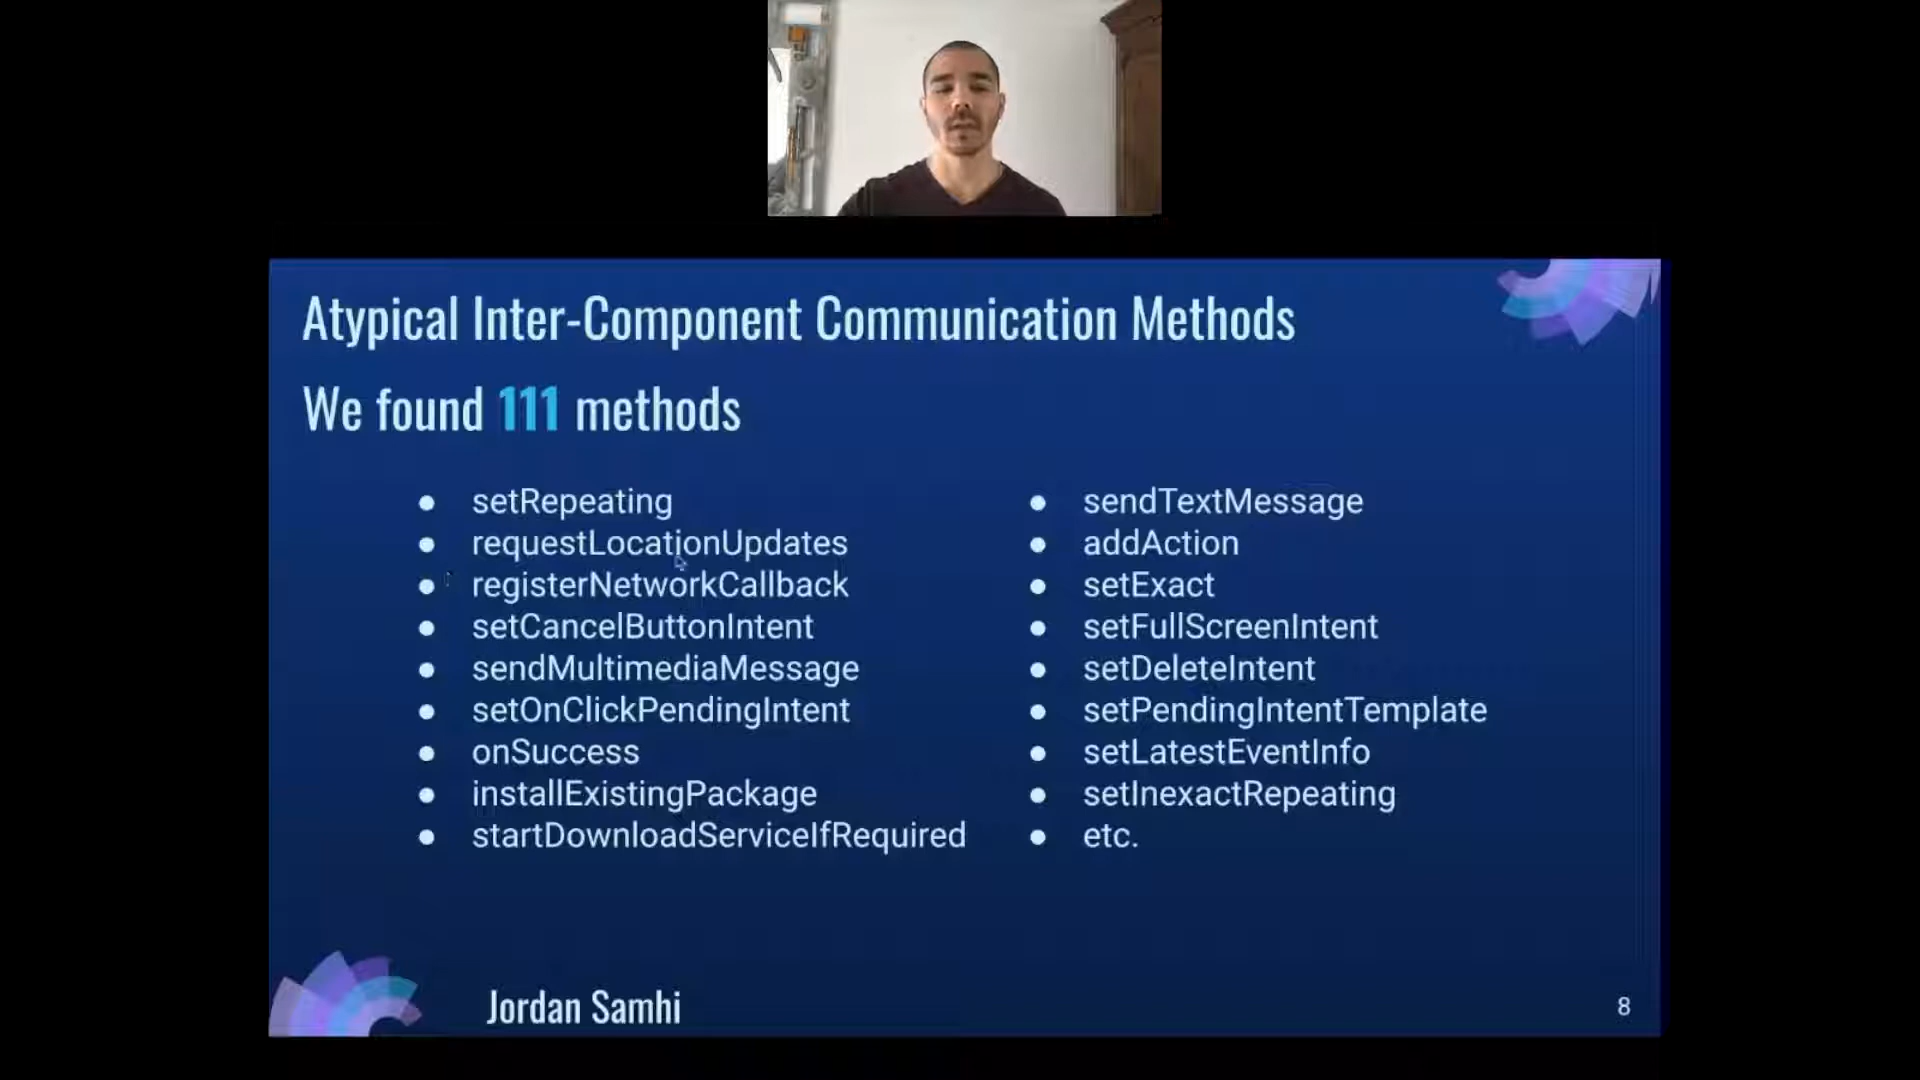 Atypical Inter-Component Communication Methods
We found 111 methods
setRepeating
requestLocationUpdates
registerNetworkCallback
setCancelButtonIntent
sendMultimediaMessage
setOnClickPendingIntent
onSuccess
installExistingPackage
startDownloadServiceIfRequired
sendTextMessage
addAction
setExact
setFullScreenIntent
setDeleteIntent
setPendingIntentTemplate
setLatestEventInfo
setInexactRepeating
etc.
Jordan Samhi
8